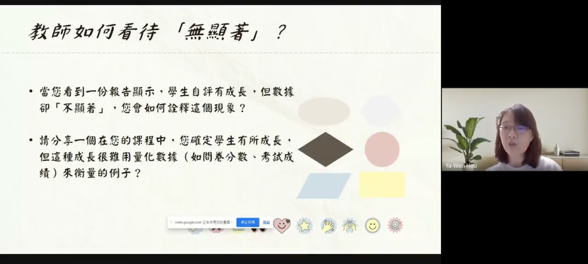 教師如何看待「無顯著」？
• 當您看到一份報告顯示，學生自評有成長，但數據
卻「不顯著」，您會如何詮釋這個現象？
• 請分享一個在您的課程中，您確定學生有所成長，
但這種成長很難用量化數據（如問卷分數、考試成
績）來衡量的例子？